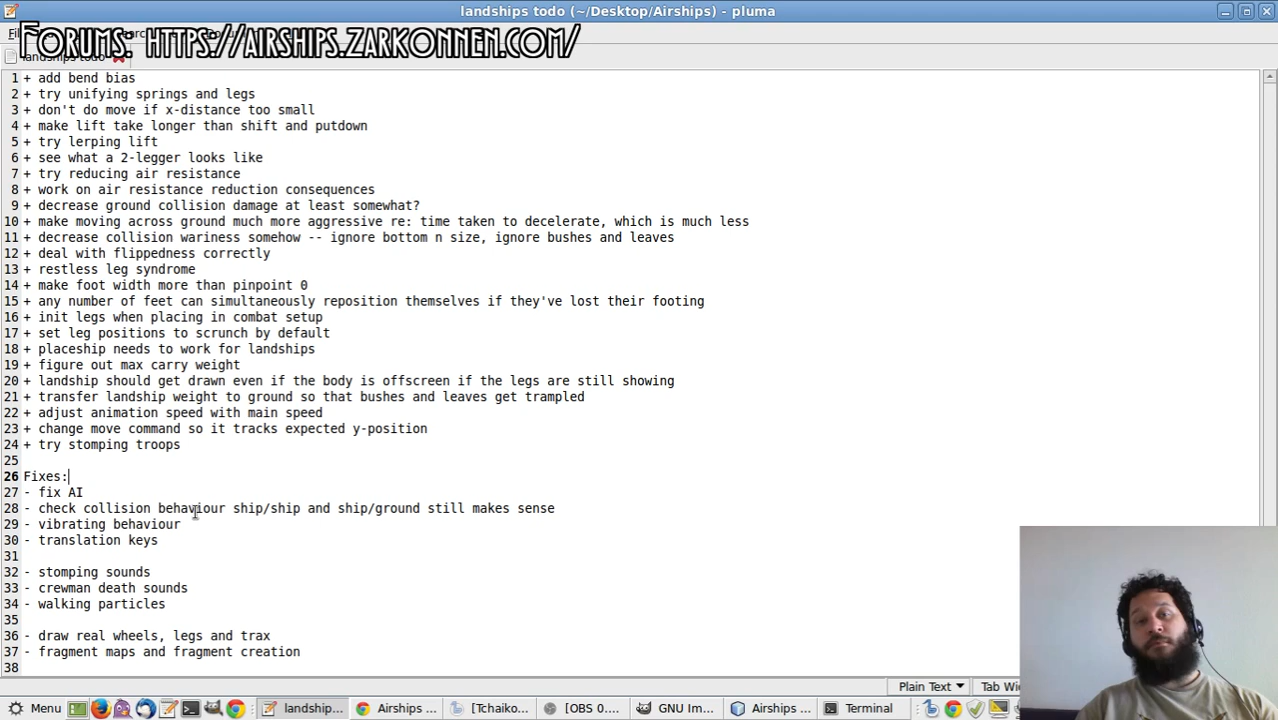 landships todo (~/Desktop/Airships) - pluma
FORUMS: HTTPS://AIRSHIPS.ZARKONNEN.COM/
landships todo
1 + add bend bias
2 + try unifying springs and legs
3 + don't do move if x-distance too small
4 + make lift take longer than shift and putdown
5 + try lerping lift
6 + see what a 2-legger looks like
7 + try reducing air resistance
8 + work on air resistance reduction consequences
9 + decrease ground collision damage at least somewhat?
10 + make moving across ground much more aggressive re: time taken to decelerate, which is much less
11 + decrease collision wariness somehow -- ignore bottom n size, ignore bushes and leaves
12 + deal with flippedness correctly
13 + restless leg syndrome
14 + make foot width more than pinpoint 0
15 + any number of feet can simultaneously reposition themselves if they've lost their footing
16 + init legs when placing in combat setup
17 + set leg positions to scrunch by default
18 + placeship needs to work for landships
19 + figure out max carry weight
20 + landship should get drawn even if the body is offscreen if the legs are still showing
21 + transfer landship weight to ground so that bushes and leaves get trampled
22 + adjust animation speed with main speed
23 + change move command so it tracks expected y-position
24 + try stomping troops
25
26 Fixes:
27 - fix AI
28 - check collision behaviour ship/ship and ship/ground still makes sense
29 - vibrating behaviour
30 - translation keys
31
32 - stomping sounds
33 - crewman death sounds
34 - walking particles
35
36 - draw real wheels, legs and trax
37 - fragment maps and fragment creation
38
Plain Text Tab Wi
Menu landship... Airships ... [Tchaiko... [OBS 0.... GNU Im... Airships ... Terminal